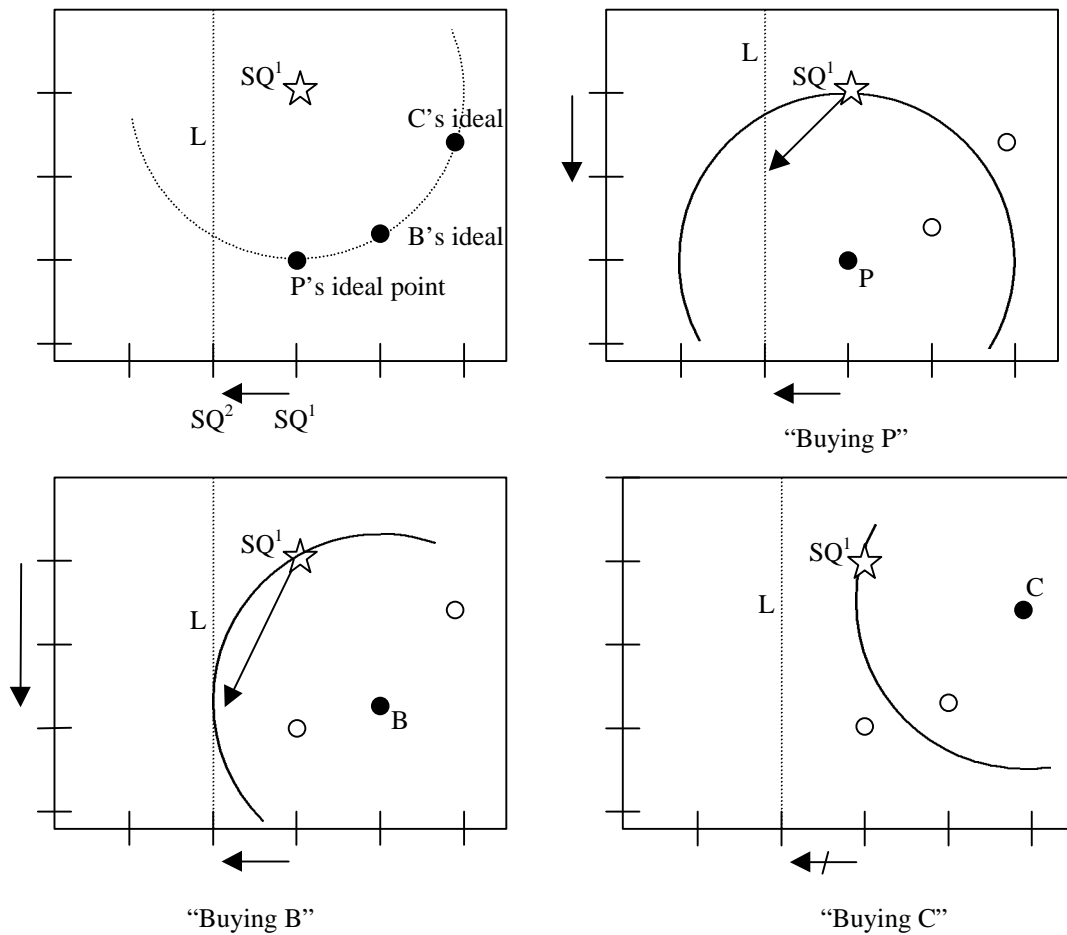 SQ¹
C's ideal
L
B's ideal
P's ideal point
SQ² SQ¹
L
SQ¹
P
“Buying P”
SQ¹
L
B
“Buying B”
SQ¹
C
L
“Buying C”